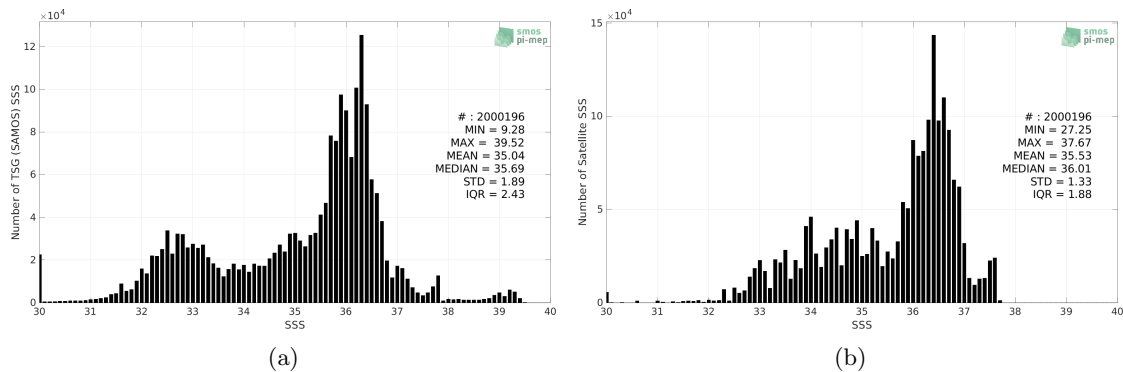 ×10⁴
smos
pi-mep
12
10
8
6
4
2
0
Number of TSG (SAMOS) SSS
# : 2000196
MIN = 9.28
MAX =  39.52
MEAN = 35.04
MEDIAN = 35.69
STD = 1.89
IQR = 2.43
30 31 32 33 34 35 36 37 38 39 40
SSS
(a)
×10⁴
smos
pi-mep
15
10
5
0
Number of Satellite SSS
# : 2000196
MIN = 27.25
MAX =  37.67
MEAN = 35.53
MEDIAN = 36.01
STD = 1.33
IQR = 1.88
30 31 32 33 34 35 36 37 38 39 40
SSS
(b)